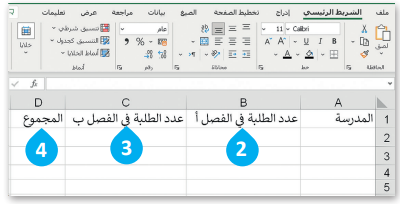 ملف الشريط الرئيسي إدراج تخطيط الصفحة الصيغ بيانات مراجعة عرض تعليمات
لصق
Calibri 11 A^ A˅
B I U
عام
% 9
تنسيق شرطي
التنسيق كجدول
أنماط الخلايا
خلايا
الحافظة خط محاذاة رقم أنماط
fx
A B C D
1 المدرسة عدد الطلبة في الفصل أ عدد الطلبة في الفصل ب المجموع
2
3
4
5
2 3 4